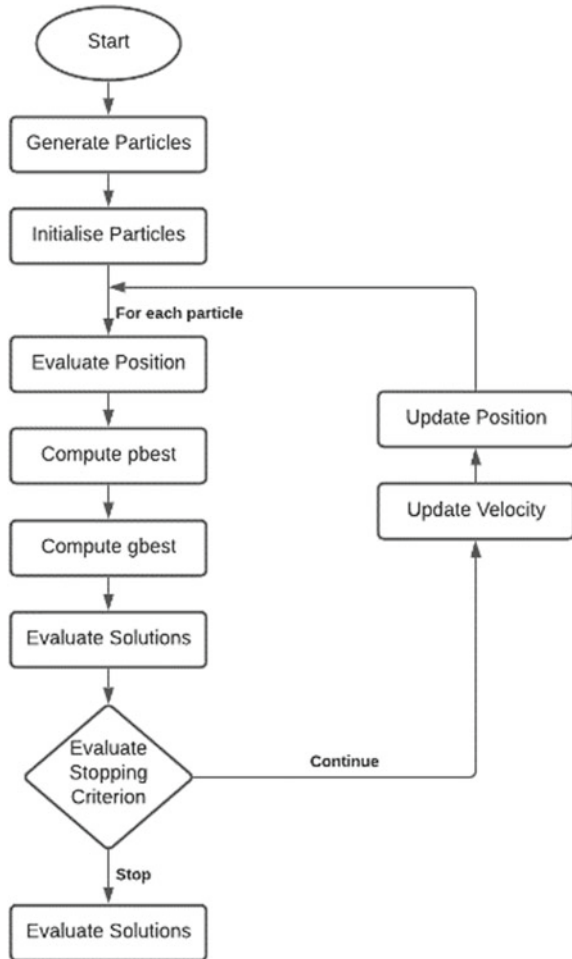 Start
Generate Particles
Initialise Particles
For each particle
Evaluate Position
Compute pbest
Compute gbest
Evaluate Solutions
Evaluate
Stopping
Criterion
Continue
Update Velocity
Update Position
Stop
Evaluate Solutions